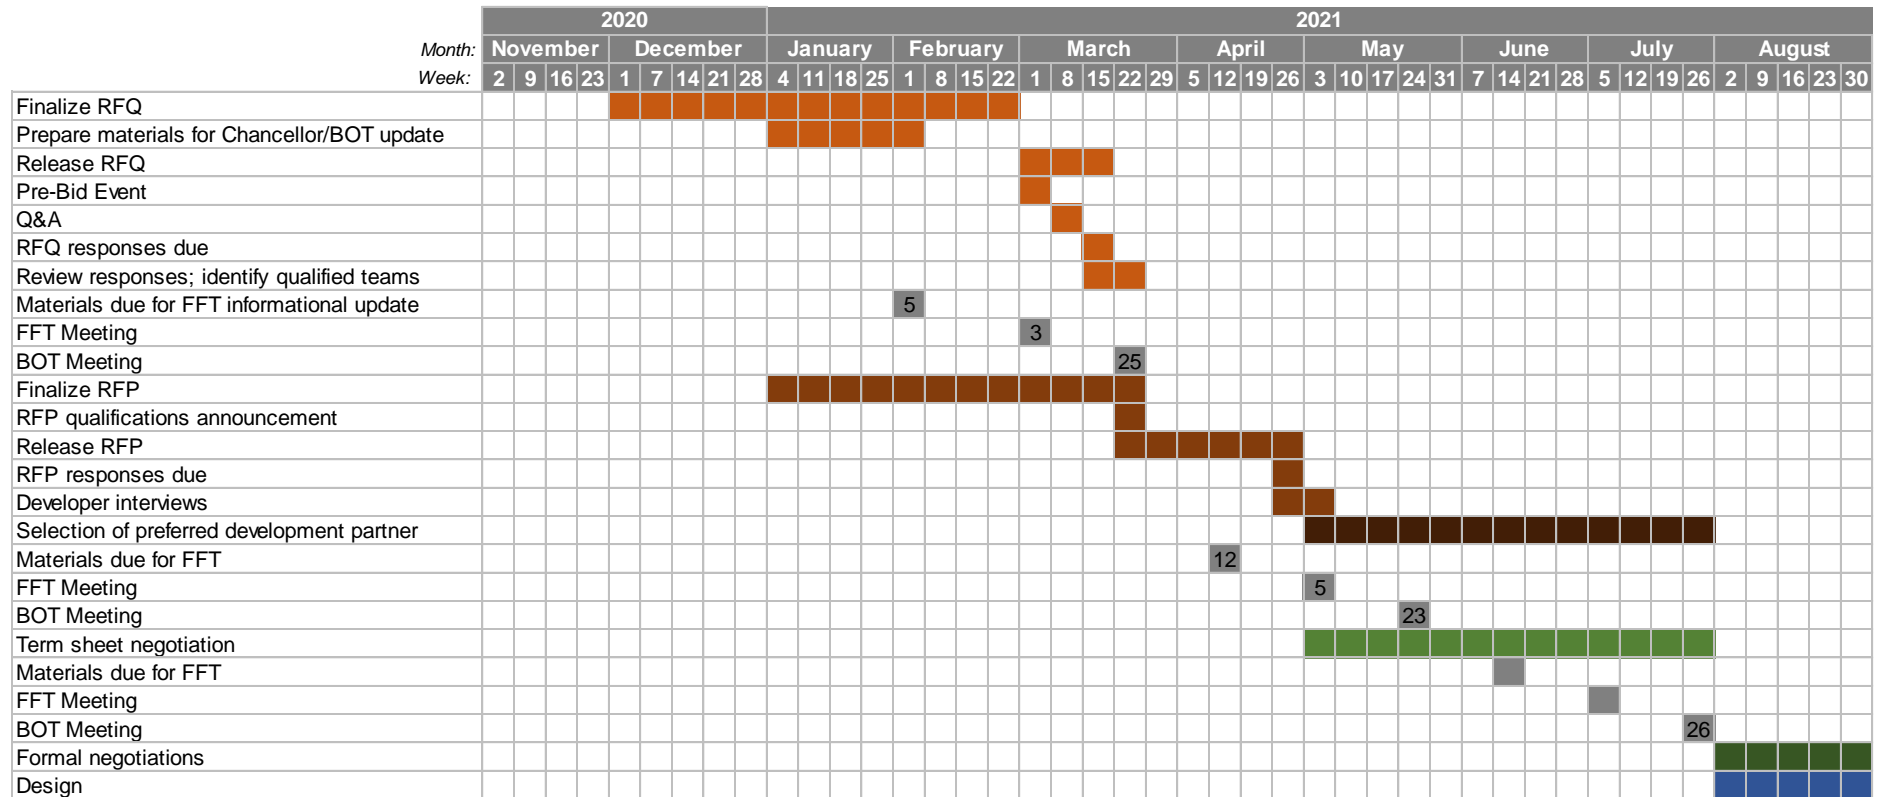 2020 2021
Month: November December January February March April May June July August
Week: 2 9 16 23 1 7 14 21 28 4 11 18 25 1 8 15 22 1 8 15 22 29 5 12 19 26 3 10 17 24 31 7 14 21 28 5 12 19 26 2 9 16 23 30
Finalize RFQ
Prepare materials for Chancellor/BOT update
Release RFQ
Pre-Bid Event
Q&A
RFQ responses due
Review responses; identify qualified teams
Materials due for FFT informational update 5
FFT Meeting 3
BOT Meeting 25
Finalize RFP
RFP qualifications announcement
Release RFP
RFP responses due
Developer interviews
Selection of preferred development partner
Materials due for FFT 12
FFT Meeting 5
BOT Meeting 23
Term sheet negotiation
Materials due for FFT
FFT Meeting
BOT Meeting 26
Formal negotiations
Design